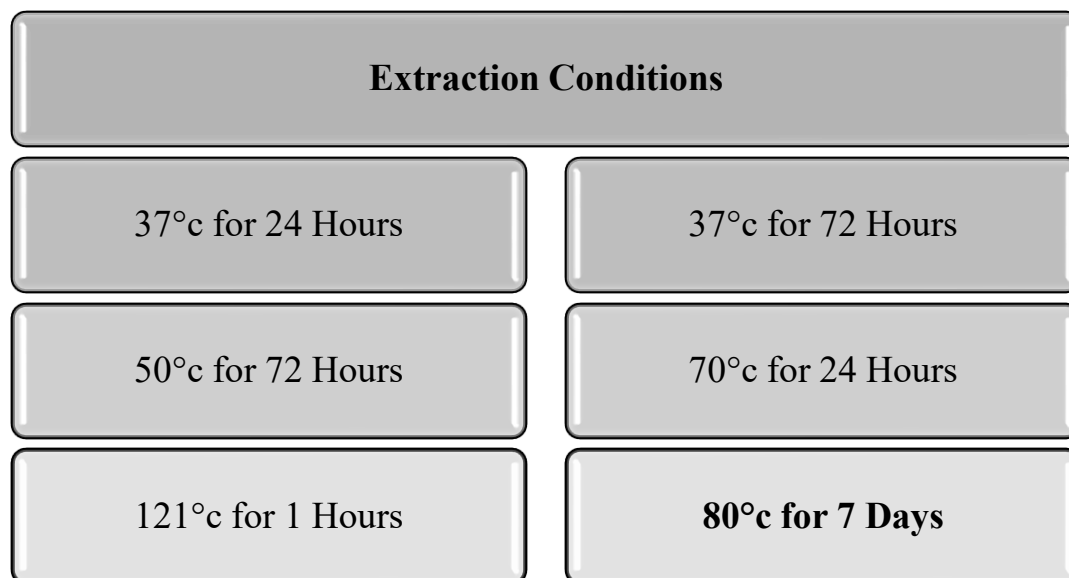 Extraction Conditions
37°c for 24 Hours
37°c for 72 Hours
50°c for 72 Hours
70°c for 24 Hours
121°c for 1 Hours
80°c for 7 Days